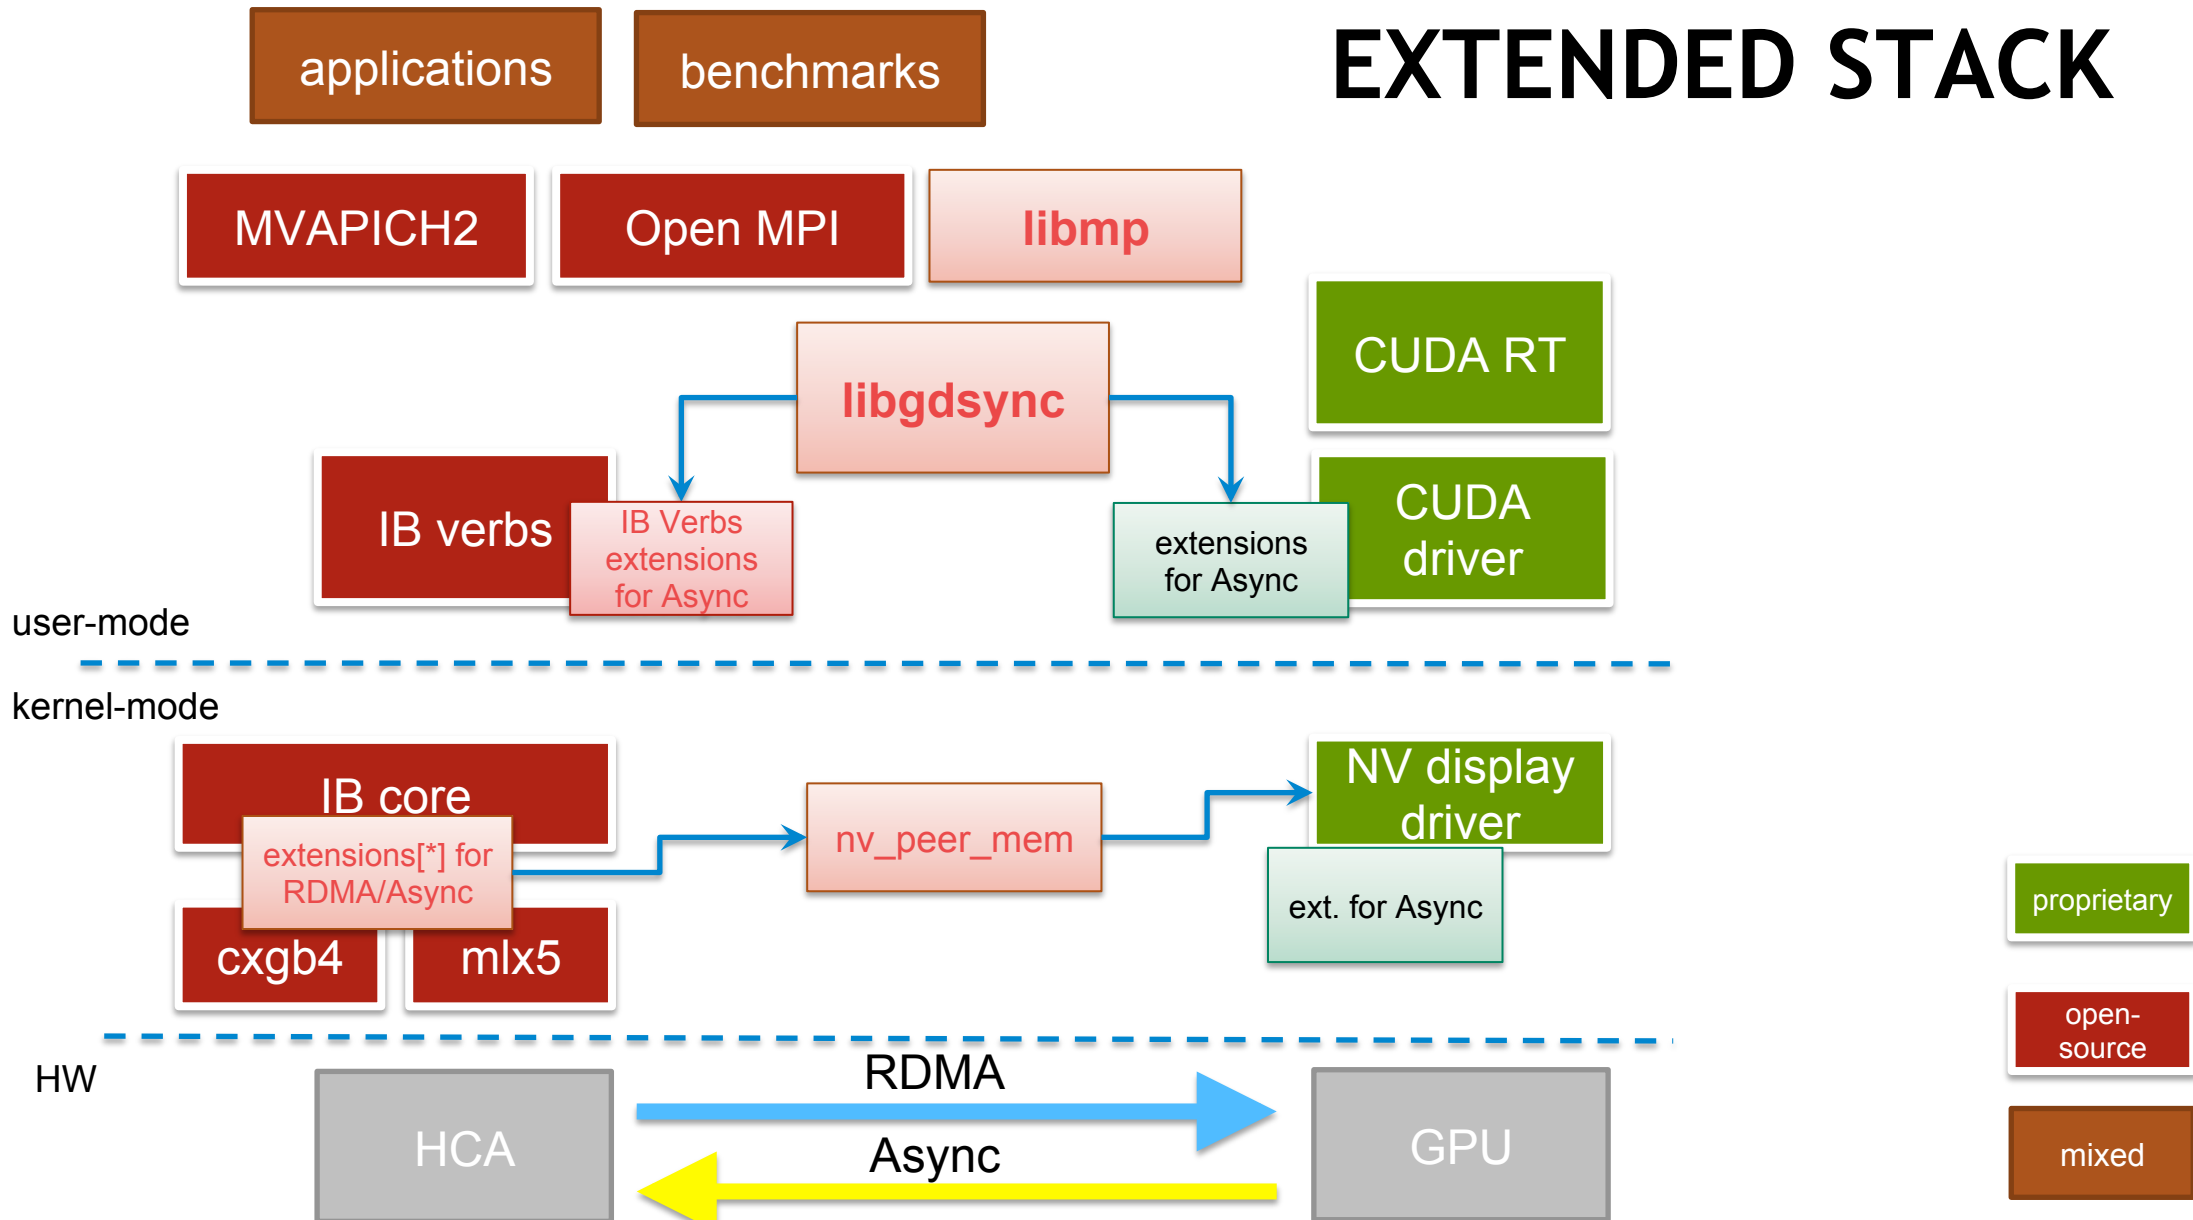 EXTENDED STACK
applications
benchmarks
MVAPICH2
Open MPI
libmp
CUDA RT
libgdsync
IB verbs
IB Verbs
extensions
for Async
extensions
for Async
CUDA
driver
user-mode
kernel-mode
IB core
extensions[*] for
RDMA/Async
nv_peer_mem
NV display
driver
ext. for Async
cxgb4
mlx5
proprietary
open-
source
mixed
HW
RDMA
HCA
Async
GPU